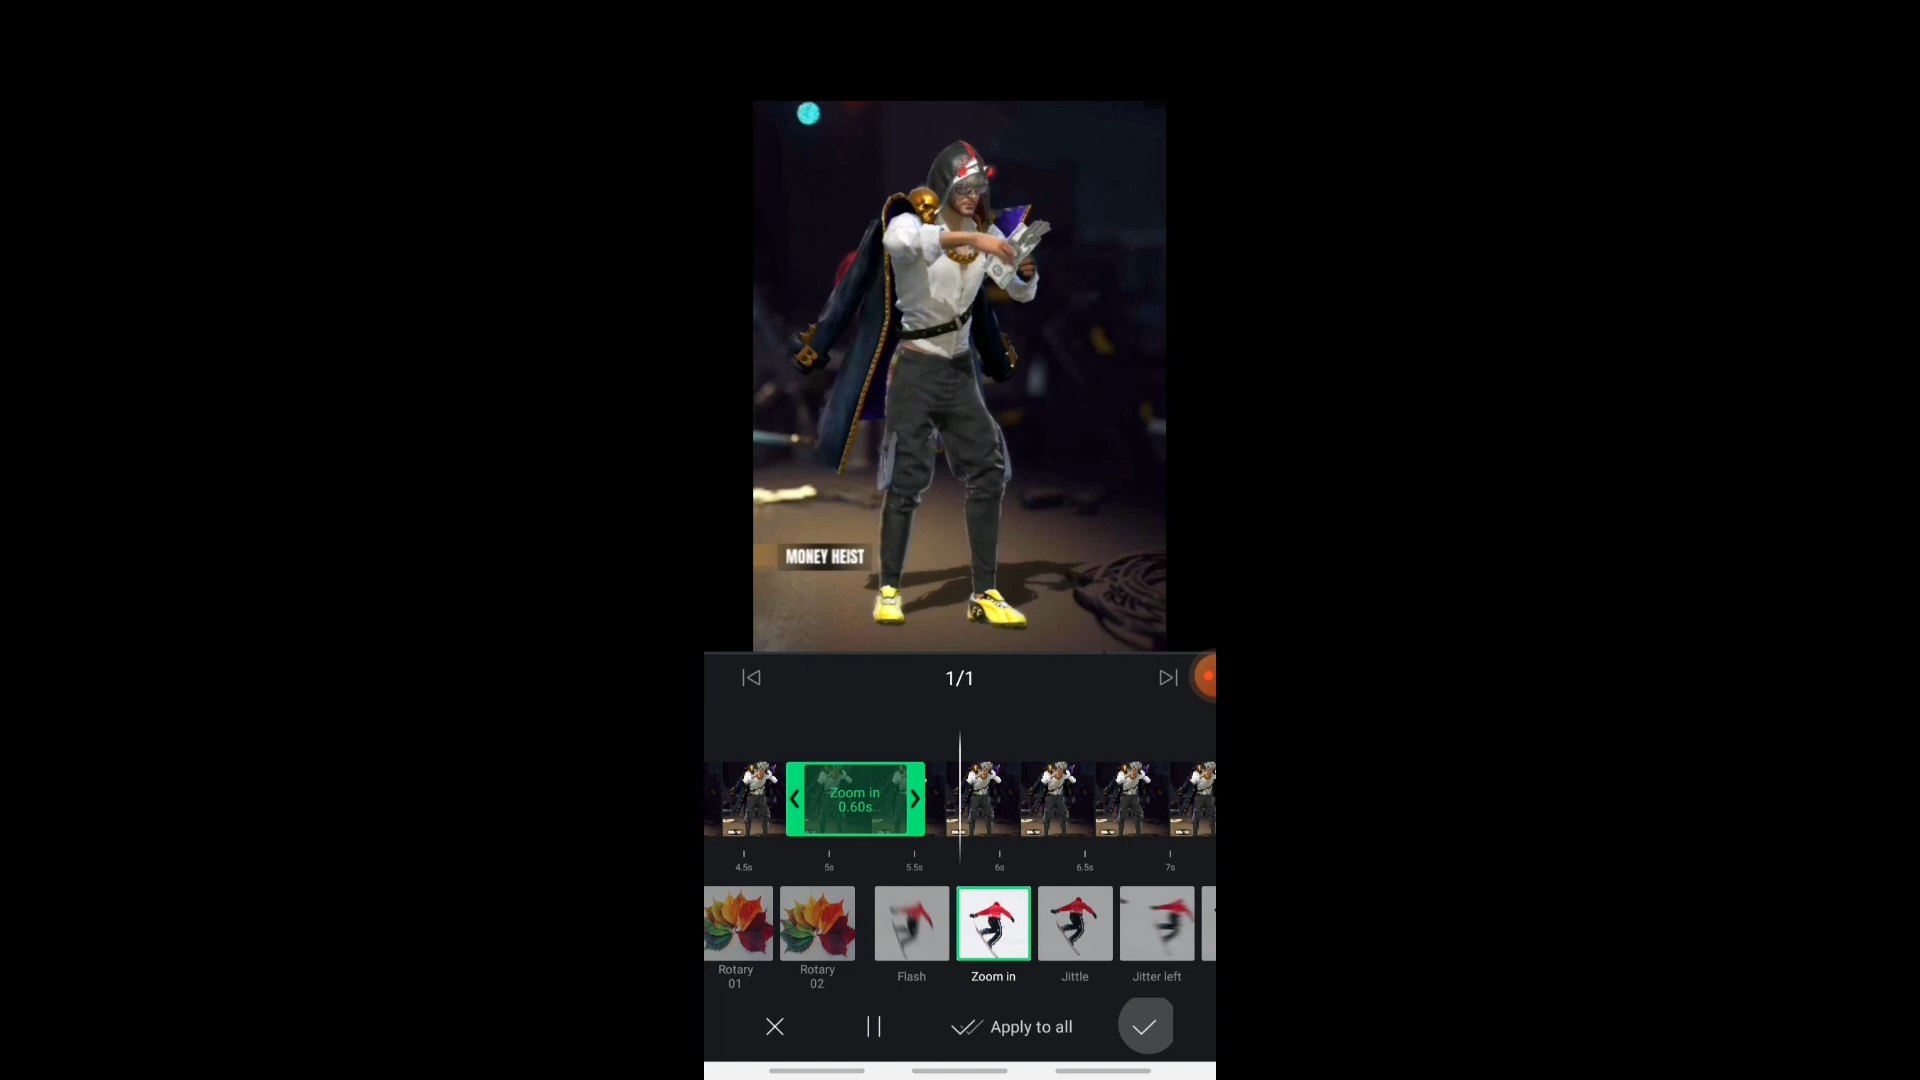 MONEY HEIST
1/1
Zoom in
0.60s
4.5s 5s 5.5s 6s 6.5s 7s
Rotary 01
Rotary 02
Flash
Zoom in
Jittle
Jitter left
Apply to all